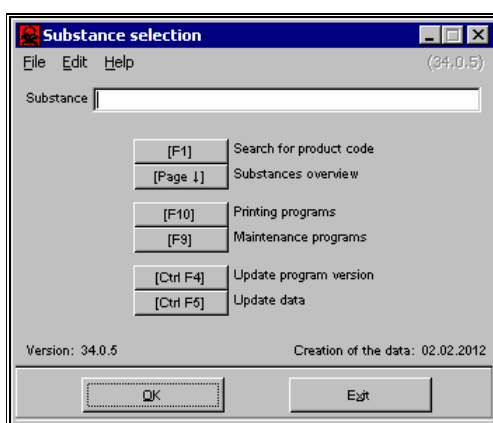 Substance selection
File Edit Help (34.0.5)
Substance
[F1] Search for product code
[Page ↓] Substances overview
[F10] Printing programs
[F9] Maintenance programs
[Ctrl F4] Update program version
[Ctrl F5] Update data
Version: 34.0.5 Creation of the data: 02.02.2012
OK Exit